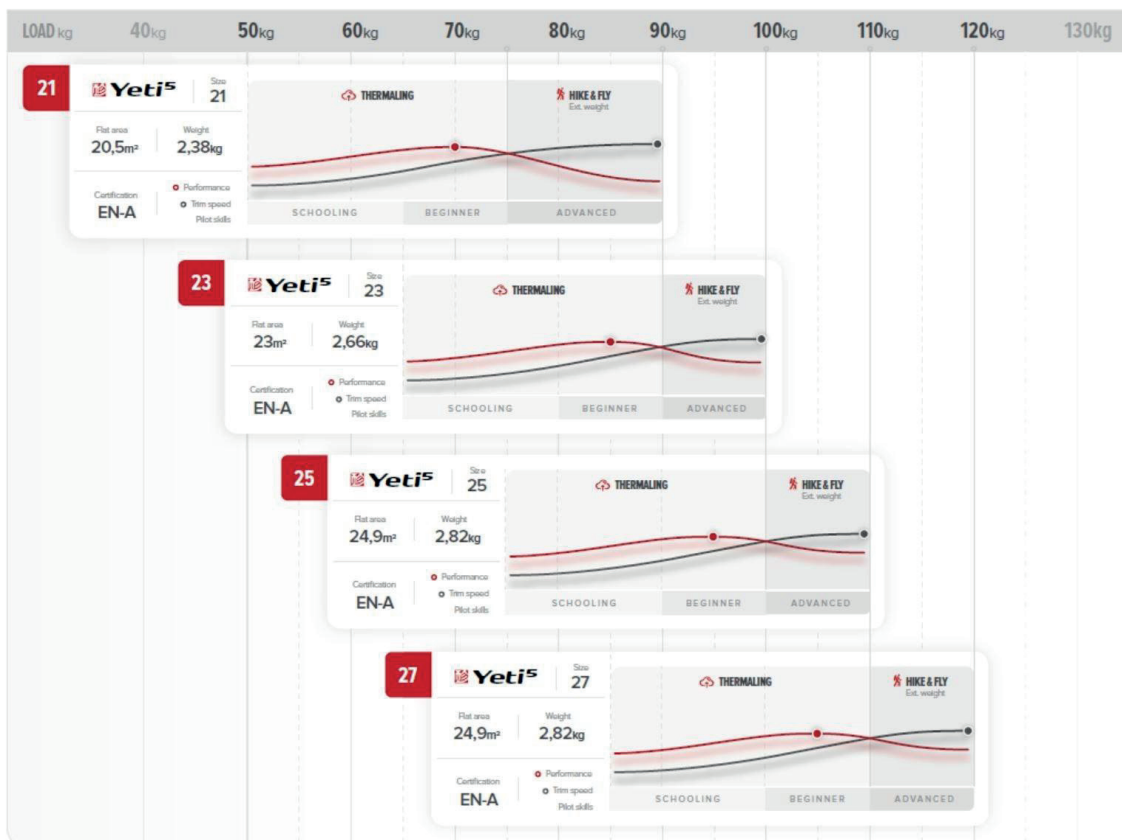 LOAD kg 40kg 50kg 60kg 70kg 80kg 90kg 100kg 110kg 120kg 130kg
21
Yeti⁵
Size
21
THERMALING
HIKE & FLY
Ext. weight
Flat area
20,5m²
Weight
2,38kg
Certification
EN-A
Performance
Trim speed
Pilot skills
SCHOOLING BEGINNER ADVANCED
23
Yeti⁵
Size
23
THERMALING
HIKE & FLY
Ext. weight
Flat area
23m²
Weight
2,66kg
Certification
EN-A
Performance
Trim speed
Pilot skills
SCHOOLING BEGINNER ADVANCED
25
Yeti⁵
Size
25
THERMALING
HIKE & FLY
Ext. weight
Flat area
24,9m²
Weight
2,82kg
Certification
EN-A
Performance
Trim speed
Pilot skills
SCHOOLING BEGINNER ADVANCED
27
Yeti⁵
Size
27
THERMALING
HIKE & FLY
Ext. weight
Flat area
24,9m²
Weight
2,82kg
Certification
EN-A
Performance
Trim speed
Pilot skills
SCHOOLING BEGINNER ADVANCED